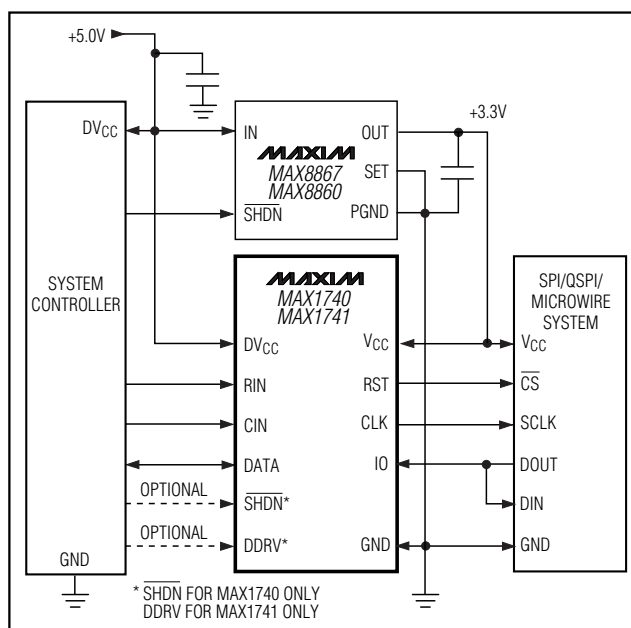 +5.0V
+3.3V
DVCC
IN
OUT
MAXIM
MAX8867
MAX8860
SET
SHDN
PGND
SYSTEM
CONTROLLER
MAXIM
MAX1740
MAX1741
SPI/QSPI/
MICROWIRE
SYSTEM
DVCC
VCC
VCC
RIN
RST
CS
CIN
CLK
SCLK
DATA
IO
DOUT
OPTIONAL
SHDN*
DIN
OPTIONAL
DDRV*
GND
GND
GND
* SHDN FOR MAX1740 ONLY
DDRV FOR MAX1741 ONLY